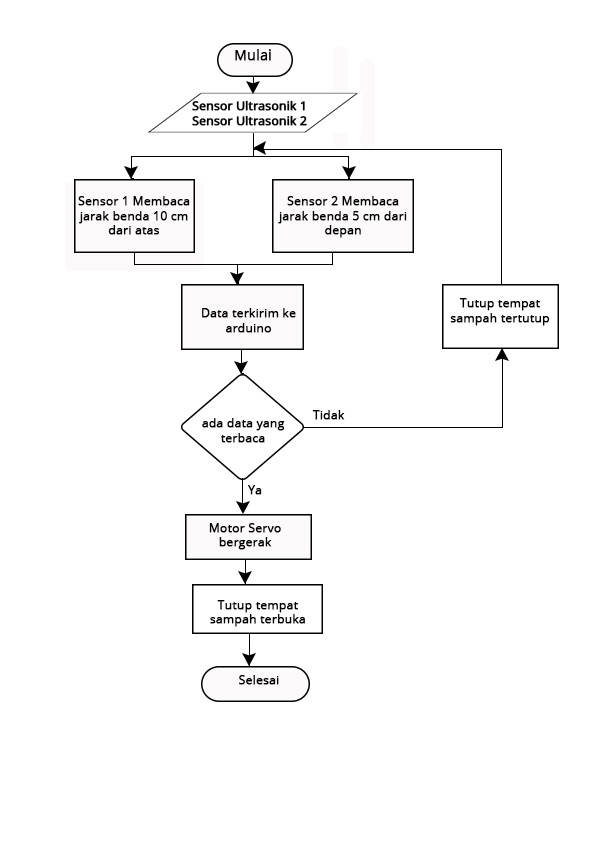 Mulai
Sensor Ultrasonik 1
Sensor Ultrasonik 2
Sensor 1 Membaca
jarak benda 10 cm
dari atas
Sensor 2 Membaca
jarak benda 5 cm dari
depan
Data terkirim ke
arduino
Tutup tempat
sampah tertutup
ada data yang
terbaca
Tidak
Ya
Motor Servo
bergerak
Tutup tempat
sampah terbuka
Selesai